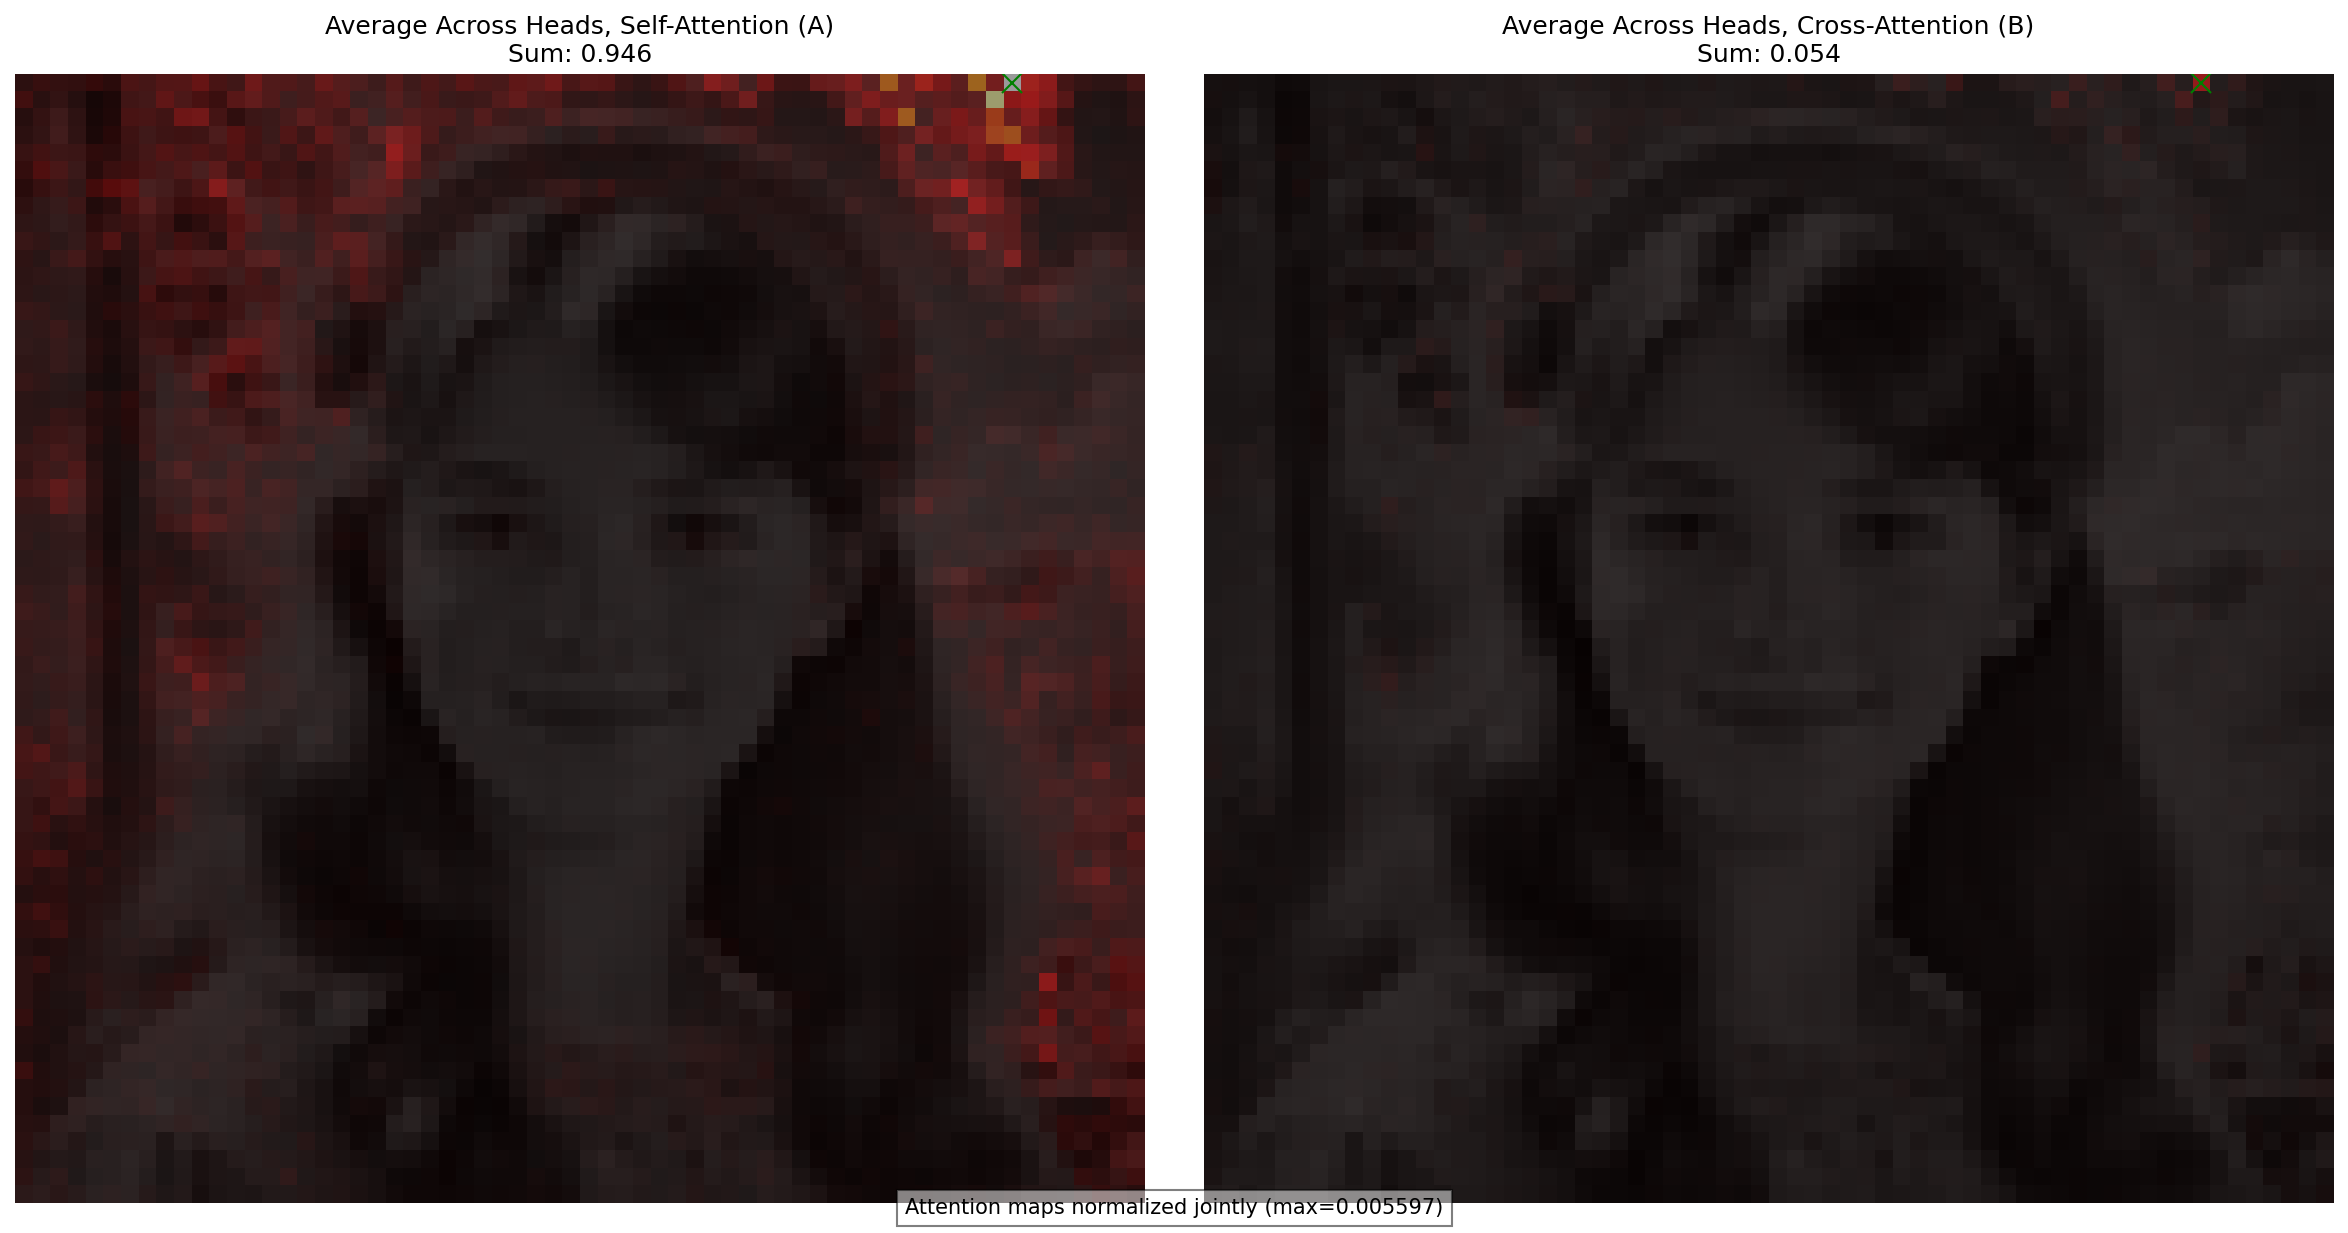 Average Across Heads, Self-Attention (A)
Sum: 0.946
Average Across Heads, Cross-Attention (B)
Sum: 0.054
Attention maps normalized jointly (max=0.005597)